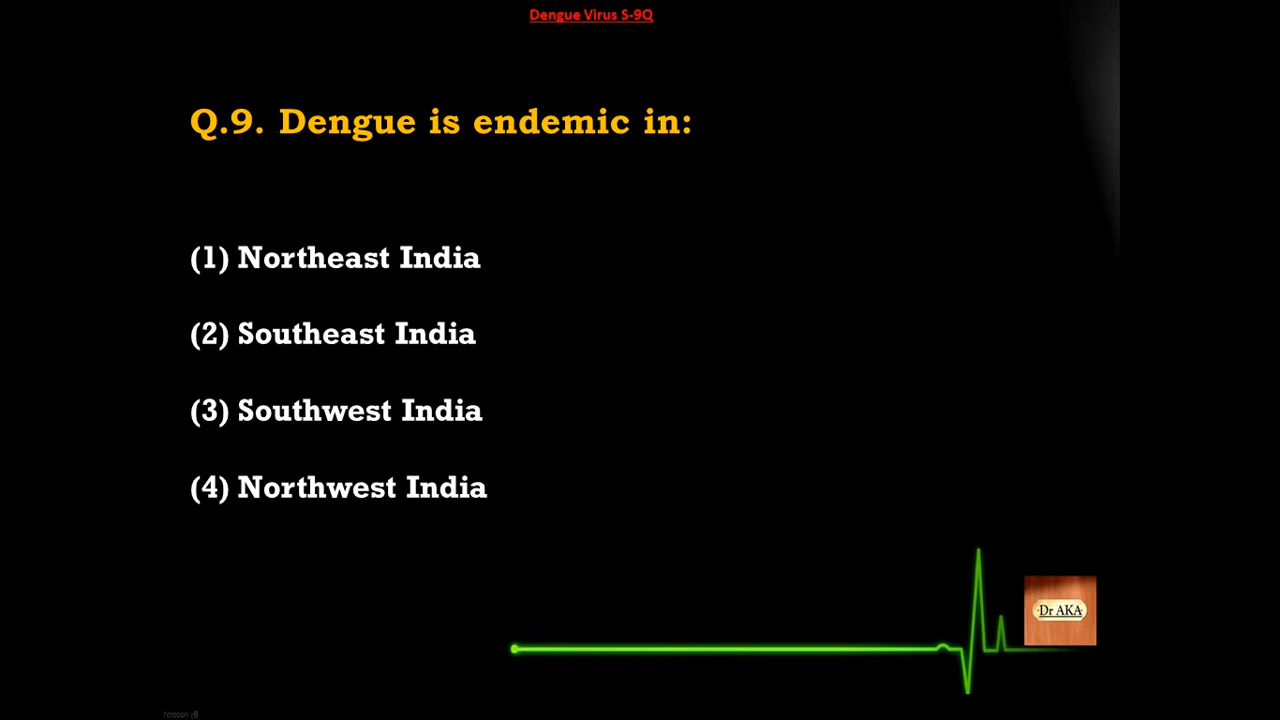 Dengue Virus S-9Q
Q.9. Dengue is endemic in:
(1) Northeast India
(2) Southeast India
(3) Southwest India
(4) Northwest India
Dr AKA